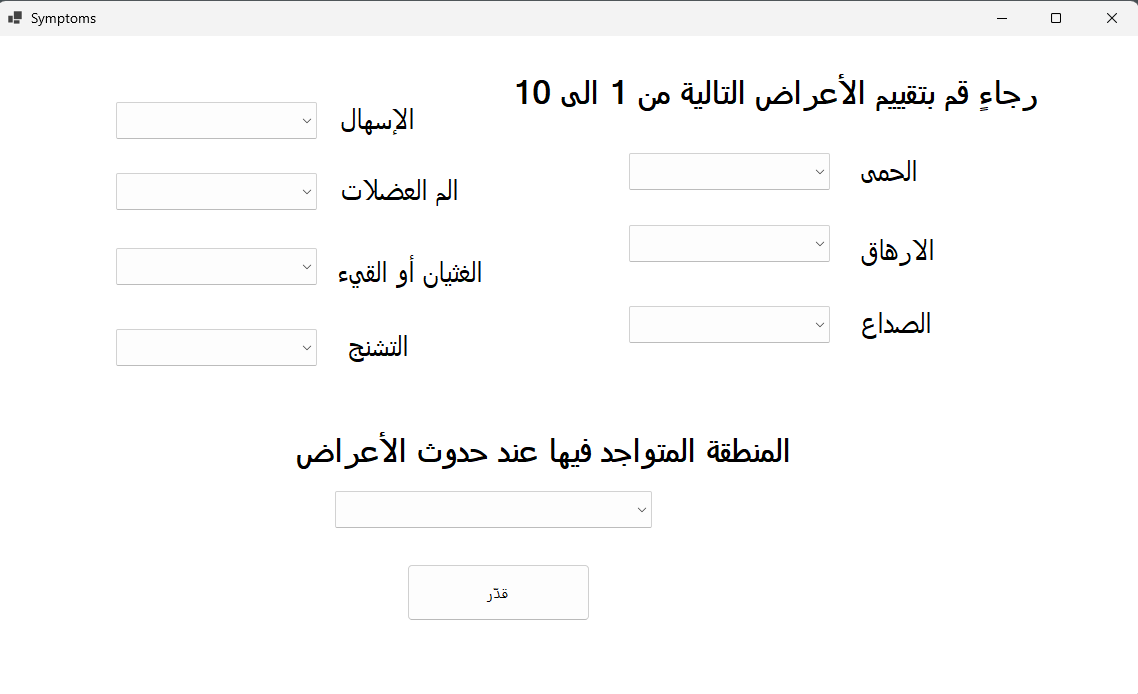 Symptoms
رجاءٍ قم بتقييم الأعراض التالية من 1 الى 10
الحمى
الارهاق
الصداع
الإسهال
الم العضلات
الغثيان أو القيء
التشنج
المنطقة المتواجد فيها عند حدوث الأعراض
قدّر